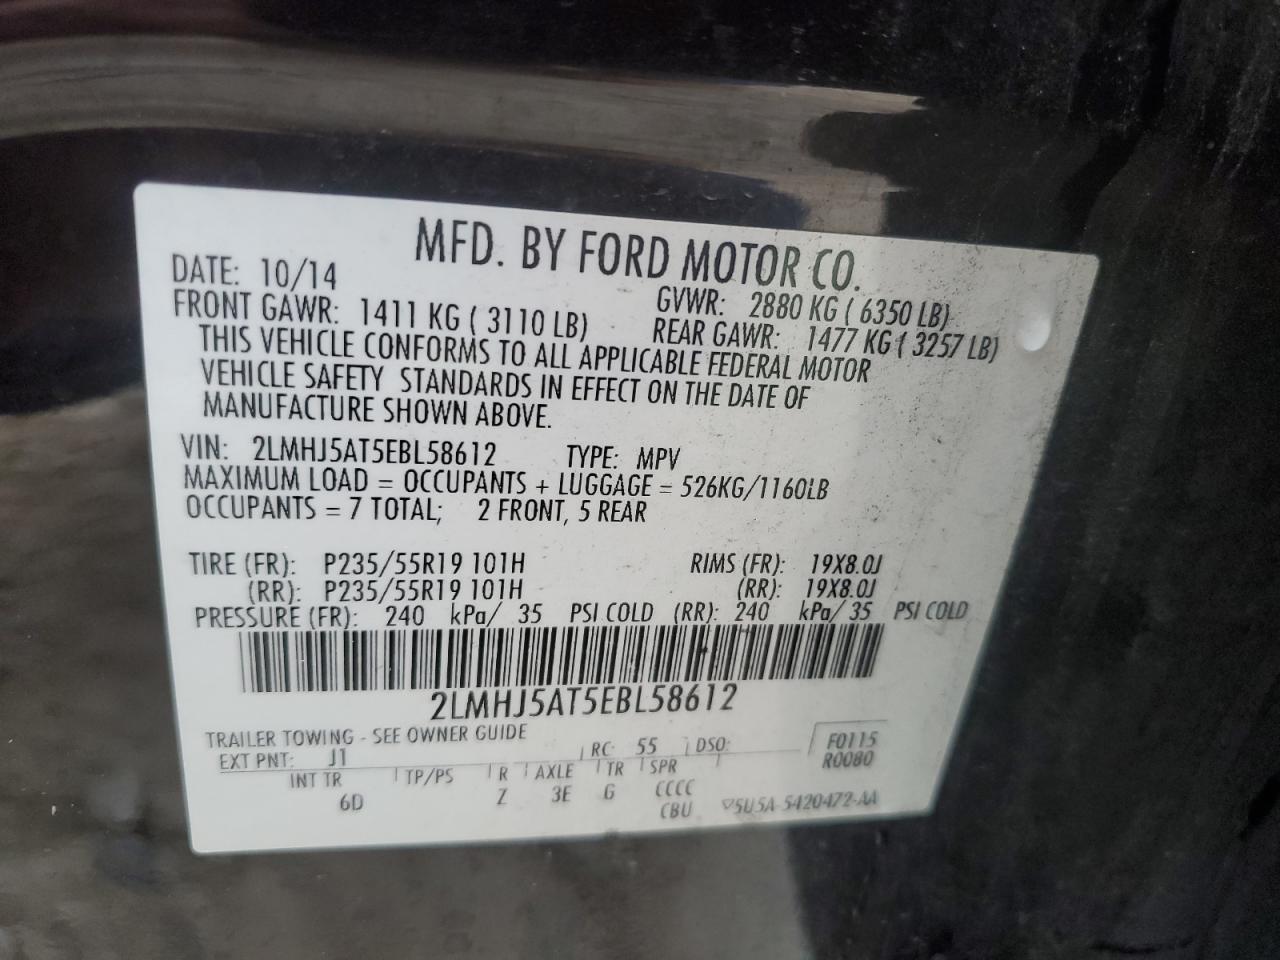 MFD. BY FORD MOTOR CO.
DATE: 10/14 GVWR: 2880 KG ( 6350 LB)
FRONT GAWR: 1411 KG ( 3110 LB) REAR GAWR: 1477 KG ( 3257 LB)
THIS VEHICLE CONFORMS TO ALL APPLICABLE FEDERAL MOTOR
VEHICLE SAFETY STANDARDS IN EFFECT ON THE DATE OF
MANUFACTURE SHOWN ABOVE.
VIN: 2LMHJ5AT5EBL58612 TYPE: MPV
MAXIMUM LOAD = OCCUPANTS + LUGGAGE = 526KG/1160LB
OCCUPANTS = 7 TOTAL; 2 FRONT, 5 REAR
TIRE (FR): P235/55R19 101H RIMS (FR): 19X8.0J
(RR): P235/55R19 101H (RR): 19X8.0J
PRESSURE (FR): 240 kPa/ 35 PSI COLD (RR): 240 kPa/ 35 PSI COLD
2LMHJ5AT5EBL58612
TRAILER TOWING - SEE OWNER GUIDE
EXT PNT: J1 RC: 55 DSO: F0115
R0080
INT TR TP/PS R AXLE TR SPR
6D Z 3E G CCCC
CBU 5U5A-5420472-AA